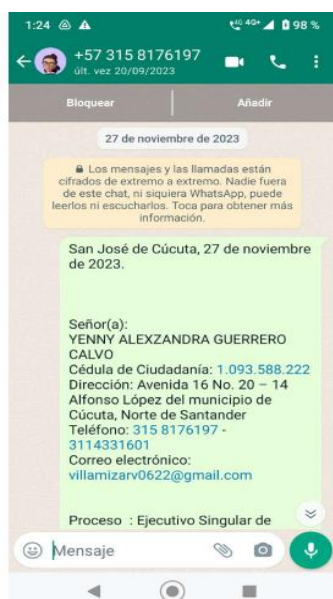 1:24
4G 4G+ 98 %
+57 315 8176197
últ. vez 20/09/2023
Bloquear
Añadir
27 de noviembre de 2023
Los mensajes y las llamadas están
cifrados de extremo a extremo. Nadie fuera
de este chat, ni siquiera WhatsApp, puede
leerlos ni escucharlos. Toca para obtener más
información.
San José de Cúcuta, 27 de noviembre
de 2023.
Señor(a):
YENNY ALEXZANDRA GUERRERO
CALVO
Cédula de Ciudadanía: 1.093.588.222
Dirección: Avenida 16 No. 20 – 14
Alfonso López del municipio de
Cúcuta, Norte de Santander
Teléfono: 315 8176197 -
3114331601
Correo electrónico:
villamizarv0622@gmail.com
Proceso : Ejecutivo Singular de
Mensaje